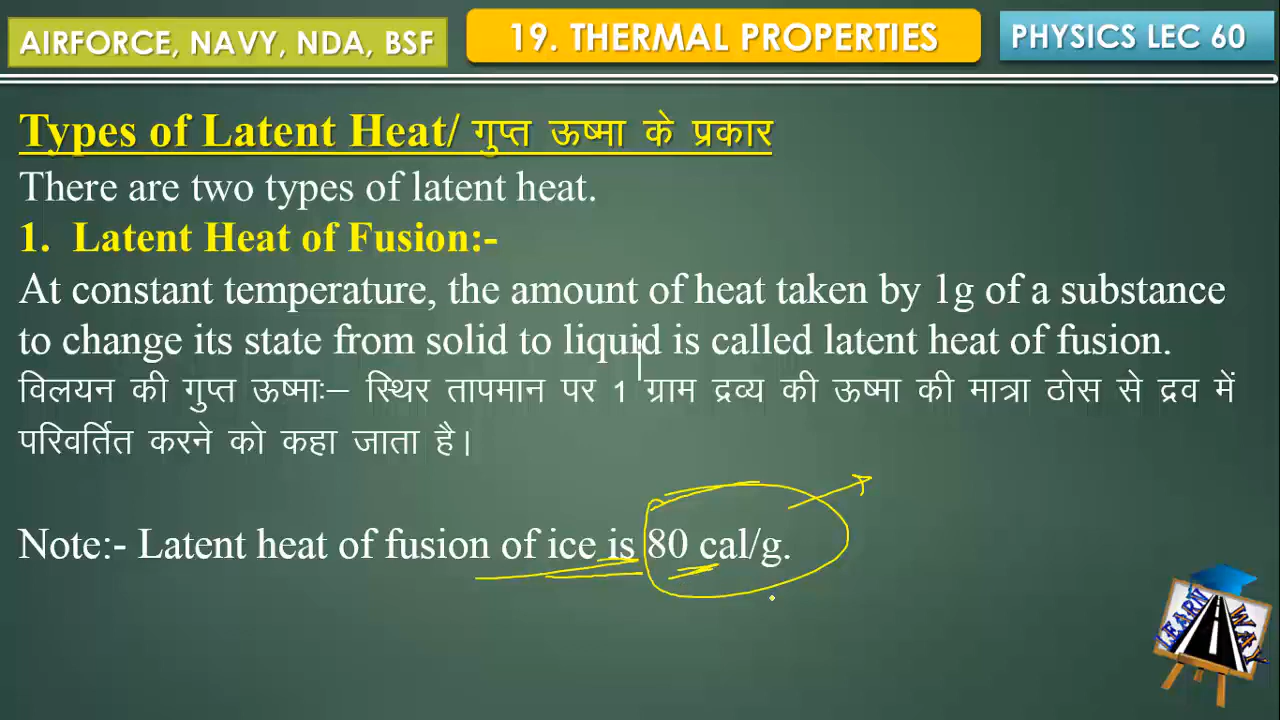 AIRFORCE, NAVY, NDA, BSF
19. THERMAL PROPERTIES
PHYSICS LEC 60
Types of Latent Heat/ गुप्त ऊष्मा के प्रकार
There are two types of latent heat.
1. Latent Heat of Fusion:-
At constant temperature, the amount of heat taken by 1g of a substance
to change its state from solid to liquid is called latent heat of fusion.
विलयन की गुप्त ऊष्माः– स्थिर तापमान पर 1 ग्राम द्रव्य की ऊष्मा की मात्रा ठोस से द्रव में
परिवर्तित करने को कहा जाता है।
Note:- Latent heat of fusion of ice is 80 cal/g.
LEARN WAY